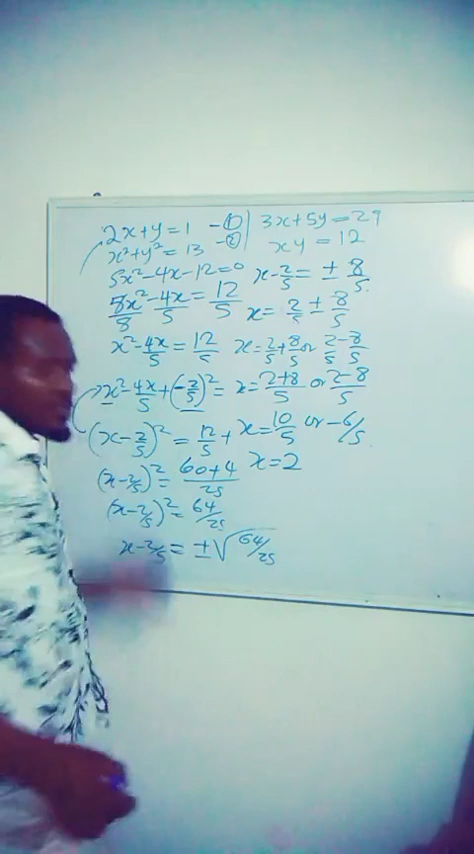 2x+y=1 -①
x²+y²=13 -②
5x²-4x-12=0
8x²/8-4x/5=12/5
x²-4x/5=12/5
x²-4x/5+(-2/5)²=
(x-2/5)²=12/5+
(x-2/5)²=60+4/25
(x-2/5)²=64/25
x-2/5=±√64/25
3x+5y=29
xy=12
x-2/5=±8/5
x=2/5±8/5
x=2/5+8/5 or 2/5-8/5
x=2+8/5 or 2-8/5
x=10/5 or -6/5
x=2